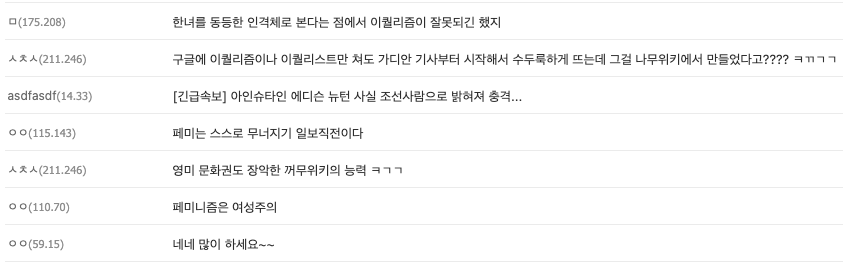 ㅁ(175.208) 한녀를 동등한 인격체로 본다는 점에서 이퀄리즘이 잘못되긴 했지
ㅅㅊㅅ(211.246) 구글에 이퀄리즘이나 이퀄리스트만 쳐도 가디안 기사부터 시작해서 수두룩하게 뜨는데 그걸 나무위키에서 만들었다고???? ㅋㄲㄱㄱ
asdfasdf(14.33) [긴급속보] 아인슈타인 에디슨 뉴턴 사실 조선사람으로 밝혀져 충격...
ㅇㅇ(115.143) 페미는 스스로 무너지기 일보직전이다
ㅅㅊㅅ(211.246) 영미 문화권도 장악한 꺼무위키의 능력 ㅋㄱㄱ
ㅇㅇ(110.70) 페미니즘은 여성주의
ㅇㅇ(59.15) 네네 많이 하세요~~